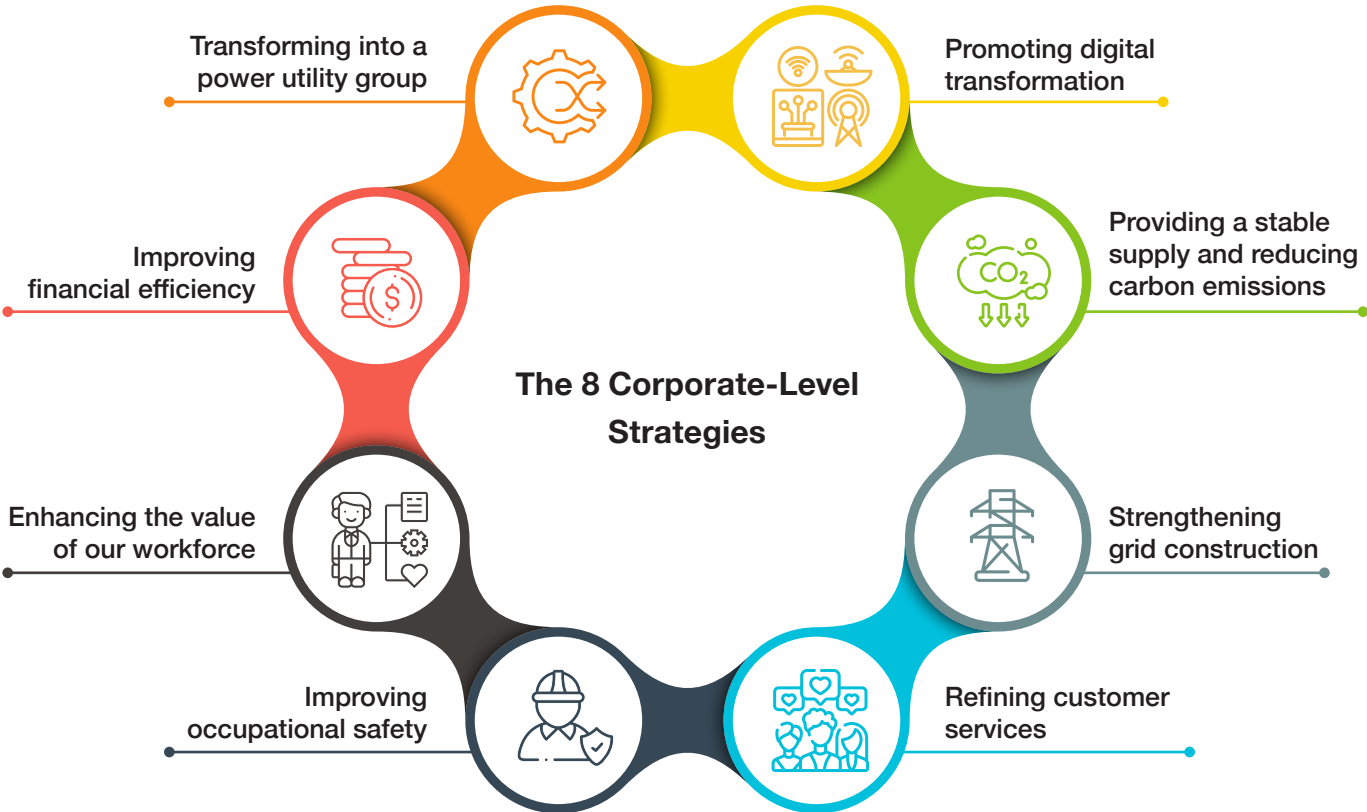 Transforming into a
power utility group
Promoting digital
transformation
Improving
financial efficiency
Providing a stable
supply and reducing
carbon emissions
$
CO₂
The 8 Corporate-Level
Strategies
Enhancing the value
of our workforce
Strengthening
grid construction
Improving
occupational safety
Refining customer
services